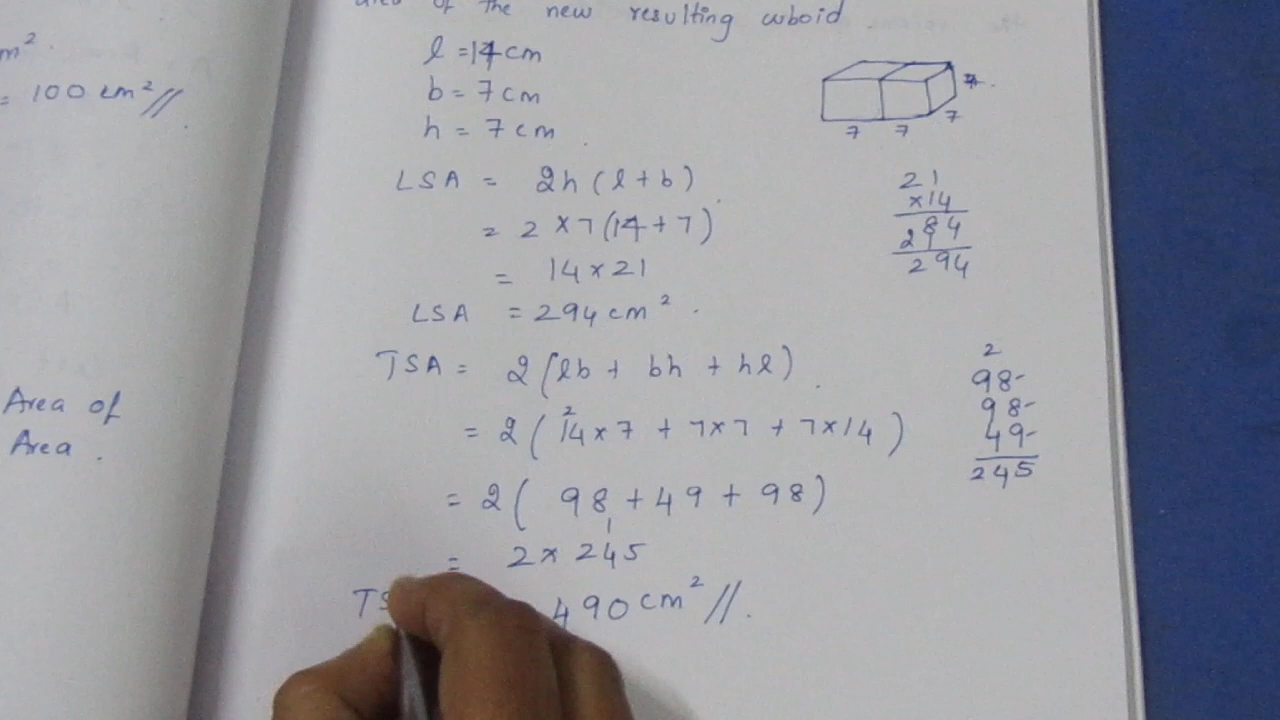 m²
= 100 cm² //
Area of
Area .
area of the new resulting cuboid
l = 14 cm
b = 7 cm
h = 7 cm
7 7 7
LSA = 2h (l + b)
= 2 × 7 (14 + 7)
= 14 × 21
LSA = 294 cm² .
21
×14
84
2
294
TSA = 2 (lb + bh + hl) .
= 2 ( 14 × 7 + 7×7 + 7×14 )
= 2 ( 98 + 49 + 98 )
= 2 × 245
TS 490 cm² // .
2
98-
98-
49-
245